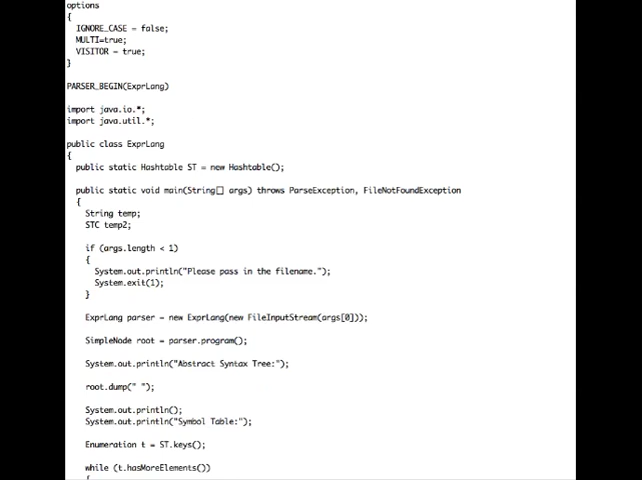 options
{
IGNORE_CASE = false;
MULTI=true;
VISITOR = true;
}
PARSER_BEGIN(ExprLang)
import java.io.*;
import java.util.*;
public class ExprLang
{
public static Hashtable ST = new Hashtable();
public static void main(String[] args) throws ParseException, FileNotFoundException
{
String temp;
STC temp2;
if (args.length < 1)
{
System.out.println("Please pass in the filename.");
System.exit(1);
}
ExprLang parser = new ExprLang(new FileInputStream(args[0]));
SimpleNode root = parser.program();
System.out.println("Abstract Syntax Tree:");
root.dump(" ");
System.out.println();
System.out.println("Symbol Table:");
Enumeration t = ST.keys();
while (t.hasMoreElements())
{